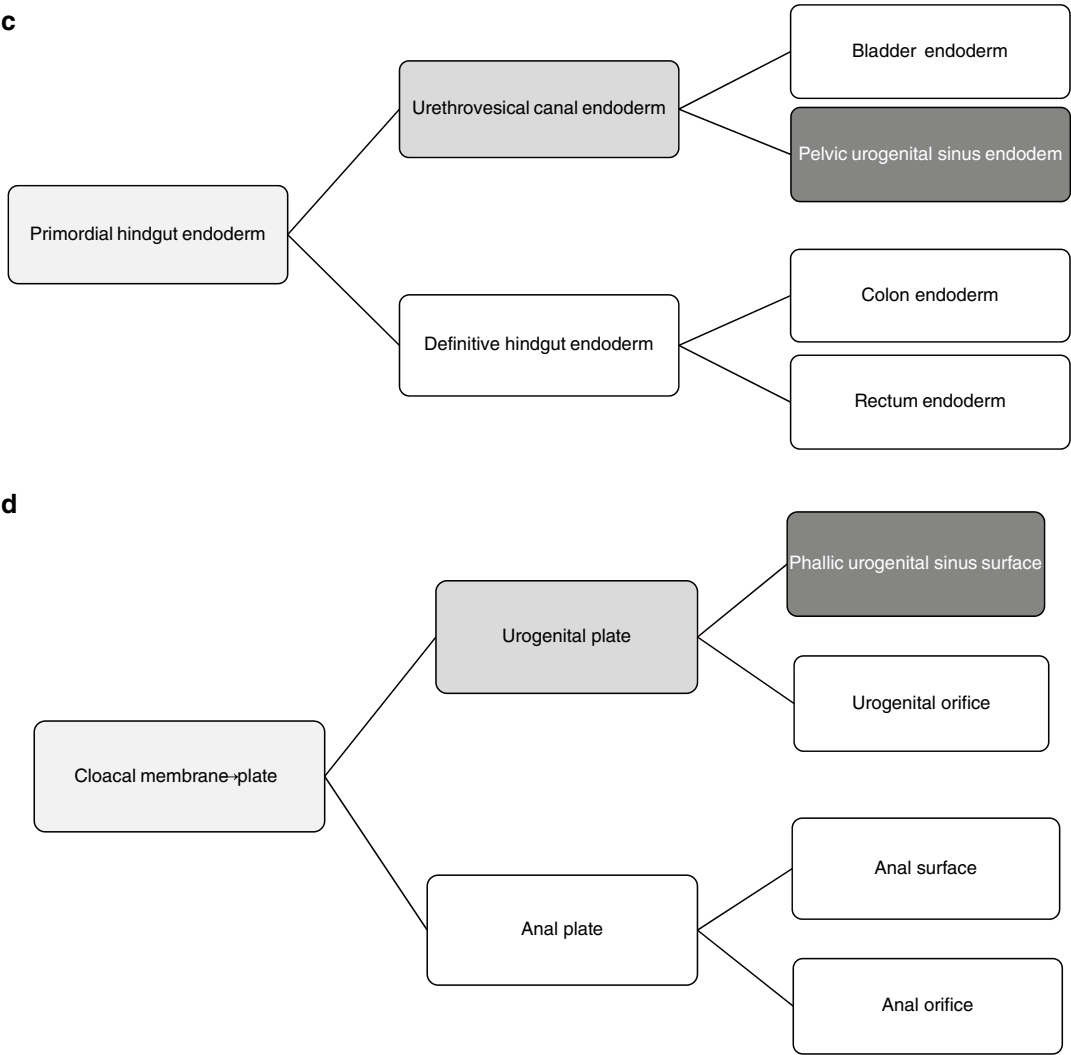 c
Bladder endoderm
Urethrovesical canal endoderm
Pelvic urogenital sinus endodem
Primordial hindgut endoderm
Colon endoderm
Definitive hindgut endoderm
Rectum endoderm
d
Phallic urogenital sinus surface
Urogenital plate
Urogenital orifice
Cloacal membrane→plate
Anal surface
Anal plate
Anal orifice